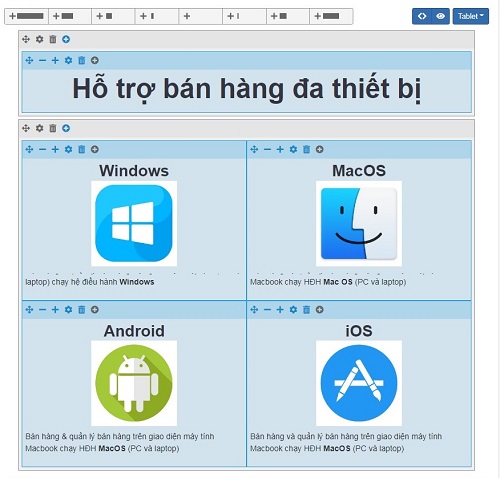 Tablet
Hỗ trợ bán hàng đa thiết bị
Windows
MacOS
laptop) chạy hệ điều hành Windows
Macbook chạy HĐH Mac OS (PC và laptop)
Android
iOS
Bán hàng & quản lý bán hàng trên giao diện máy tính
Macbook chạy HĐH MacOS (PC và laptop)
Bán hàng và quản lý bán hàng trên giao diện máy tính
Macbook chạy HĐH MacOS (PC và laptop)